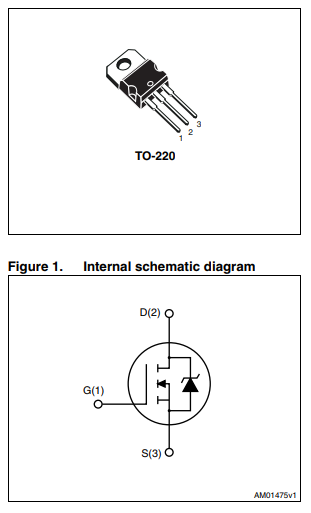 1
2
3
TO-220
Figure 1. Internal schematic diagram
D(2)
G(1)
S(3)
AM01475v1